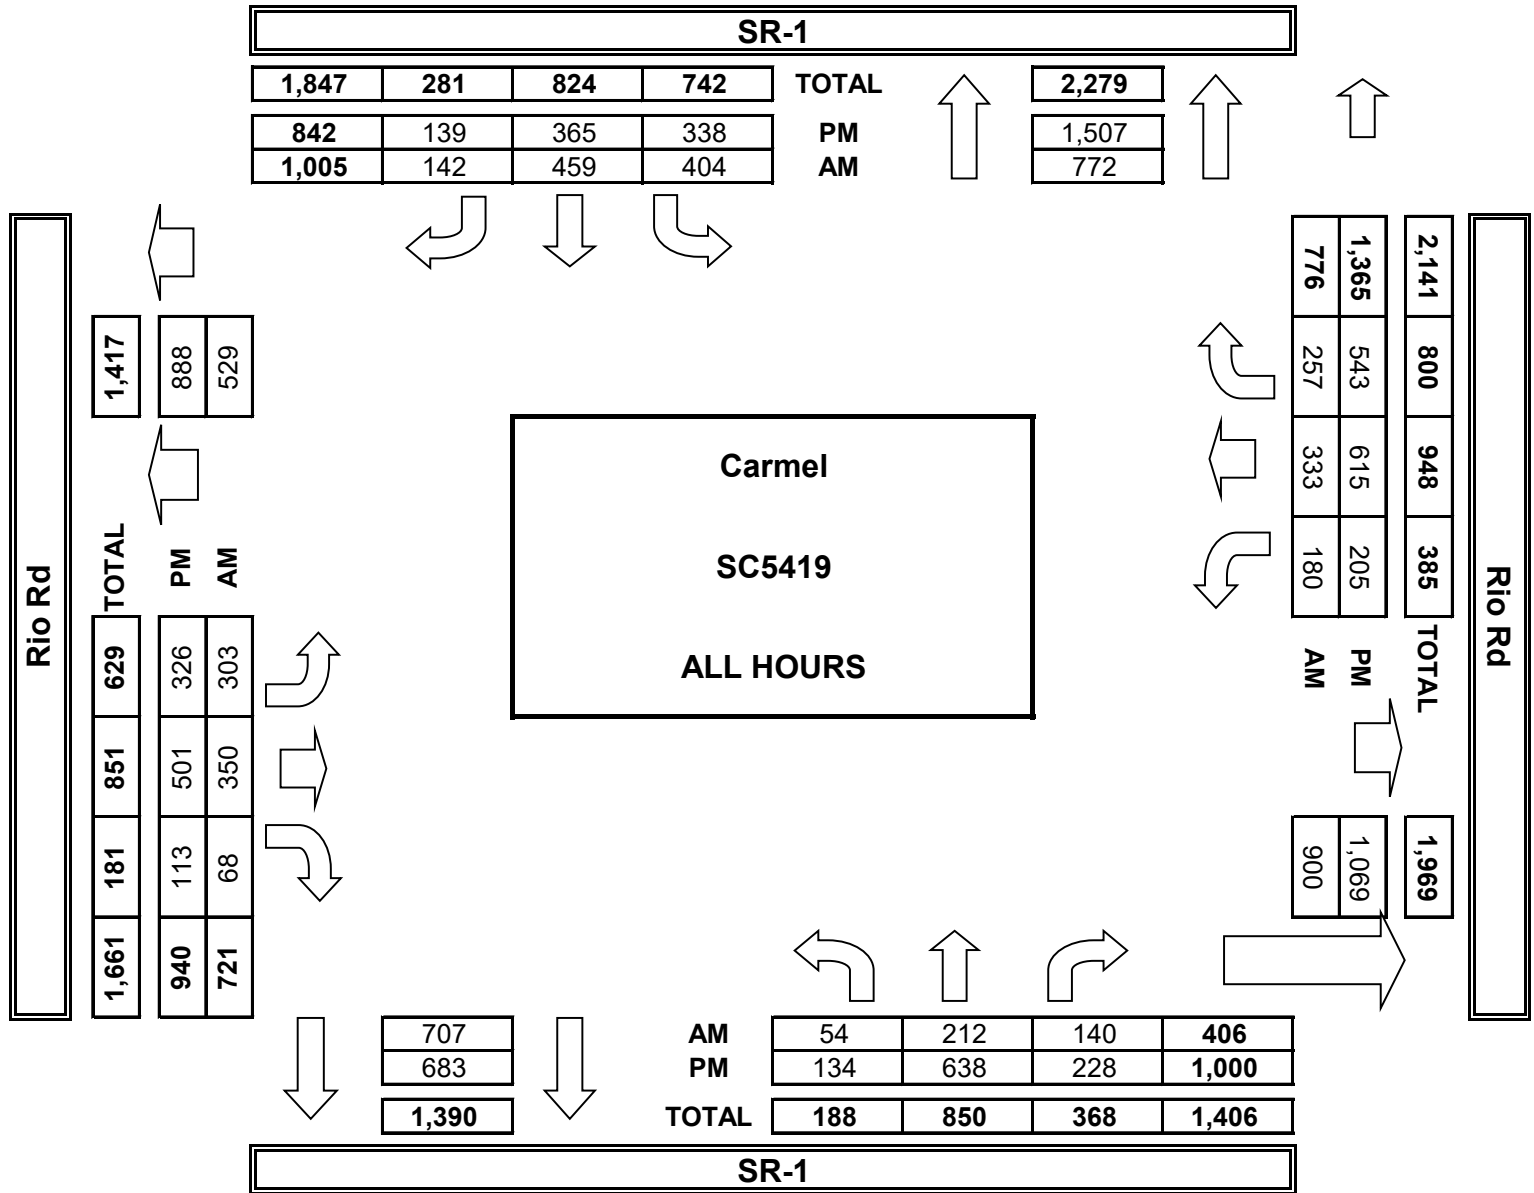 SR-1
1,847 281 824 742 TOTAL 2,279
842 139 365 338 PM 1,507
1,005 142 459 404 AM 772
Rio Rd
1,417 888 529
TOTAL PM AM
629 326 303
851 501 350
181 113 68
1,661 940 721
Carmel
SC5419
ALL HOURS
776 1,365 2,141
257 543 800
333 615 948
180 205 385
AM PM TOTAL
900 1,069 1,969
Rio Rd
707 AM 54 212 140 406
683 PM 134 638 228 1,000
1,390 TOTAL 188 850 368 1,406
SR-1